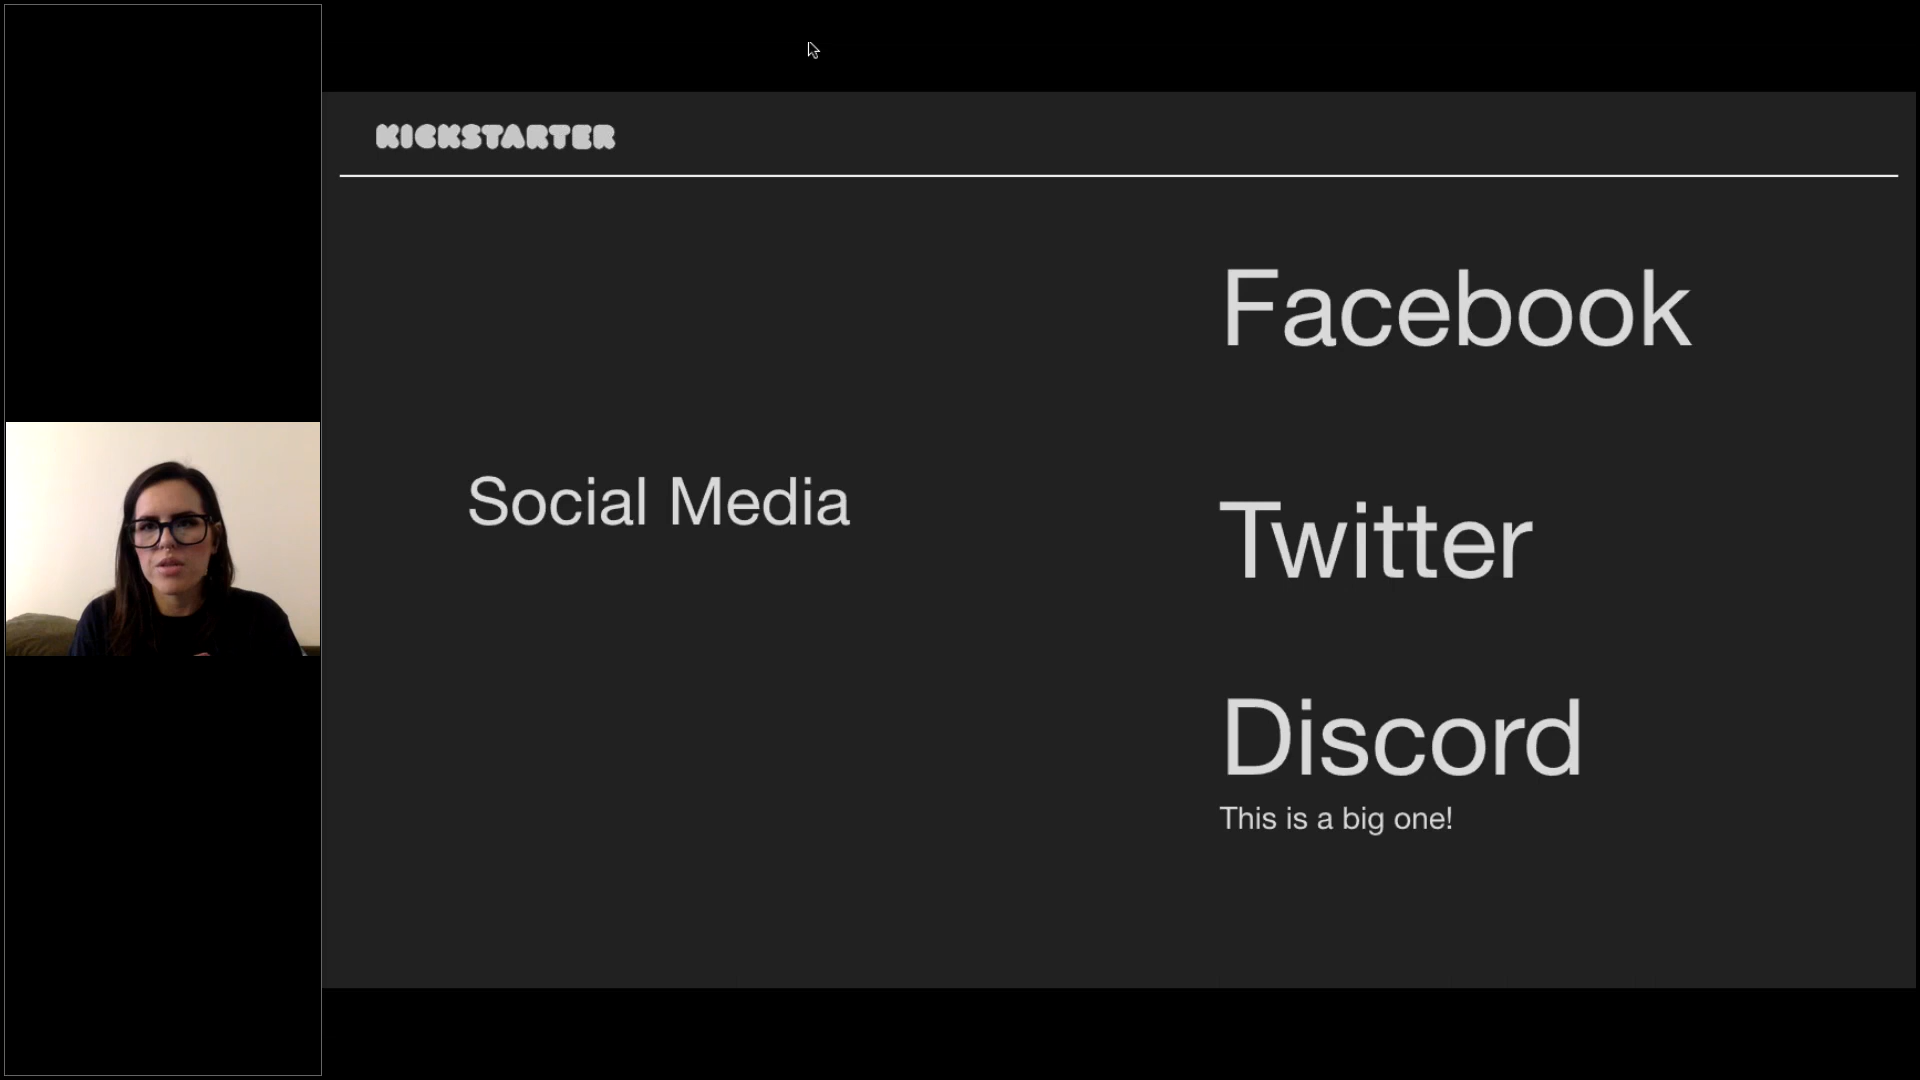 KICKSTARTER
Social Media
Facebook
Twitter
Discord
This is a big one!